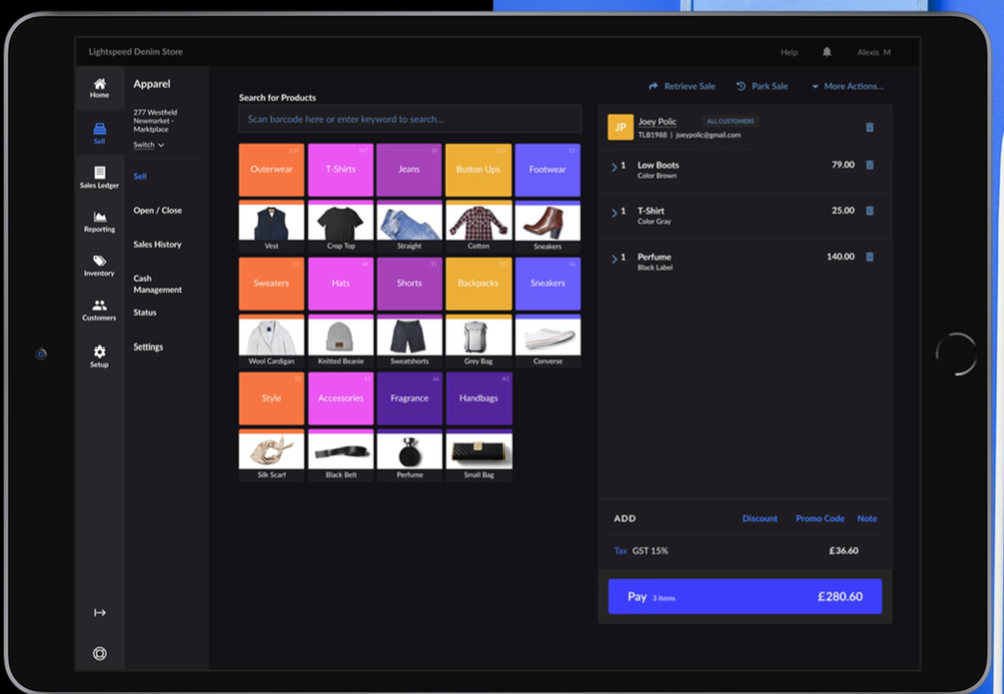 Lightspeed Denim Store
Help
Alexis M
Home
Sell
Sales Ledger
Reporting
Inventory
Customers
Setup
Apparel
277 Westfeld
Newmarket -
Marktplace
Switch
Sell
Open / Close
Sales History
Cash
Management
Status
Settings
Retrieve Sale
Park Sale
More Actions...
Search for Products
Scan barcode here or enter keyword to search...
Outerwear
T-Shirts
Jeans
Button Ups
Footwear
Vest
Crop Top
Straight
Cotton
Sneakers
Sweaters
Hats
Shorts
Backpacks
Sneakers
Wool Cardigan
Knitted Beanie
Sweatshorts
Grey Bag
Converse
Style
Accessories
Fragrance
Handbags
Silk Scarf
Black Belt
Perfume
Small Bag
JP
Joey Polic
ALL CUSTOMERS
TLB1988 | joeypolic@gmail.com
1 Low Boots 79.00
Color Brown
1 T-Shirt 25.00
Color Gray
1 Perfume 140.00
Black Label
ADD
Discount
Promo Code
Note
Tax GST 15% £36.60
Pay 3 items £280.60